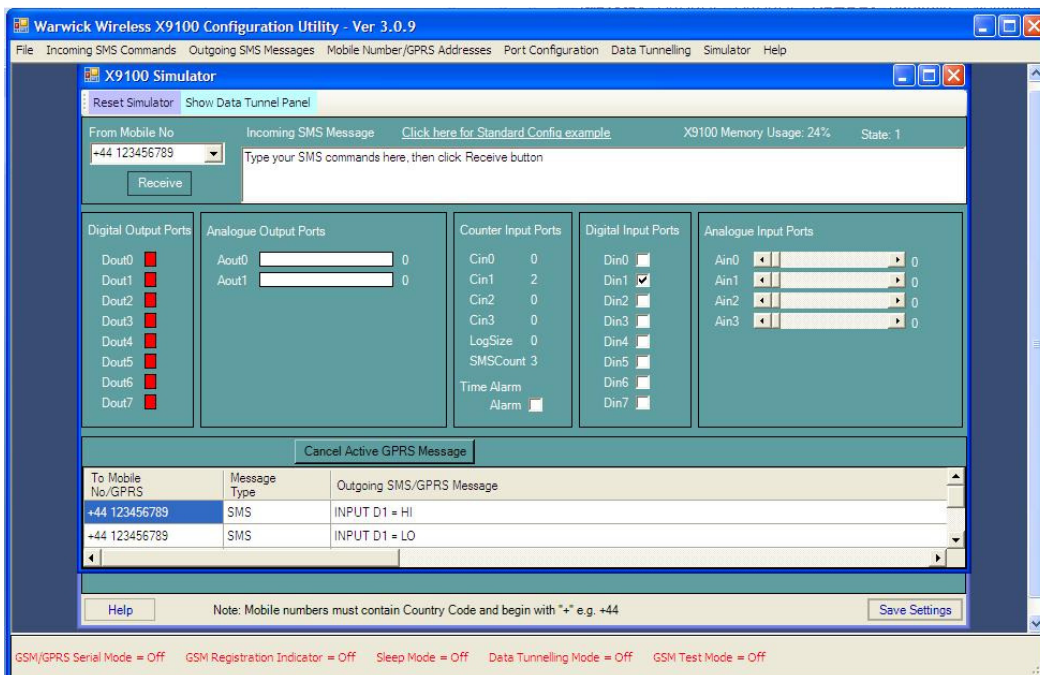 Warwick Wireless X9100 Configuration Utility - Ver 3.0.9
File Incoming SMS Commands Outgoing SMS Messages Mobile Number/GPRS Addresses Port Configuration Data Tunnelling Simulator Help
X9100 Simulator
Reset Simulator Show Data Tunnel Panel
From Mobile No Incoming SMS Message Click here for Standard Config example X9100 Memory Usage: 24% State: 1
+44 123456789
Type your SMS commands here, then click Receive button
Receive
Digital Output Ports
Dout0
Dout1
Dout2
Dout3
Dout4
Dout5
Dout6
Dout7
Analogue Output Ports
Aout0 0
Aout1 0
Counter Input Ports
Cin0 0
Cin1 2
Cin2 0
Cin3 0
LogSize 0
SMSCount 3
Time Alarm
Alarm
Digital Input Ports
Din0
Din1
Din2
Din3
Din4
Din5
Din6
Din7
Analogue Input Ports
Ain0 0
Ain1 0
Ain2 0
Ain3 0
Cancel Active GPRS Message
To Mobile No/GPRS Message Type Outgoing SMS/GPRS Message
+44 123456789 SMS INPUT D1 = HI
+44 123456789 SMS INPUT D1 = LO
Help Note: Mobile numbers must contain Country Code and begin with "+" e.g. +44 Save Settings
GSM/GPRS Serial Mode = Off GSM Registration Indicator = Off Sleep Mode = Off Data Tunnelling Mode = Off GSM Test Mode = Off